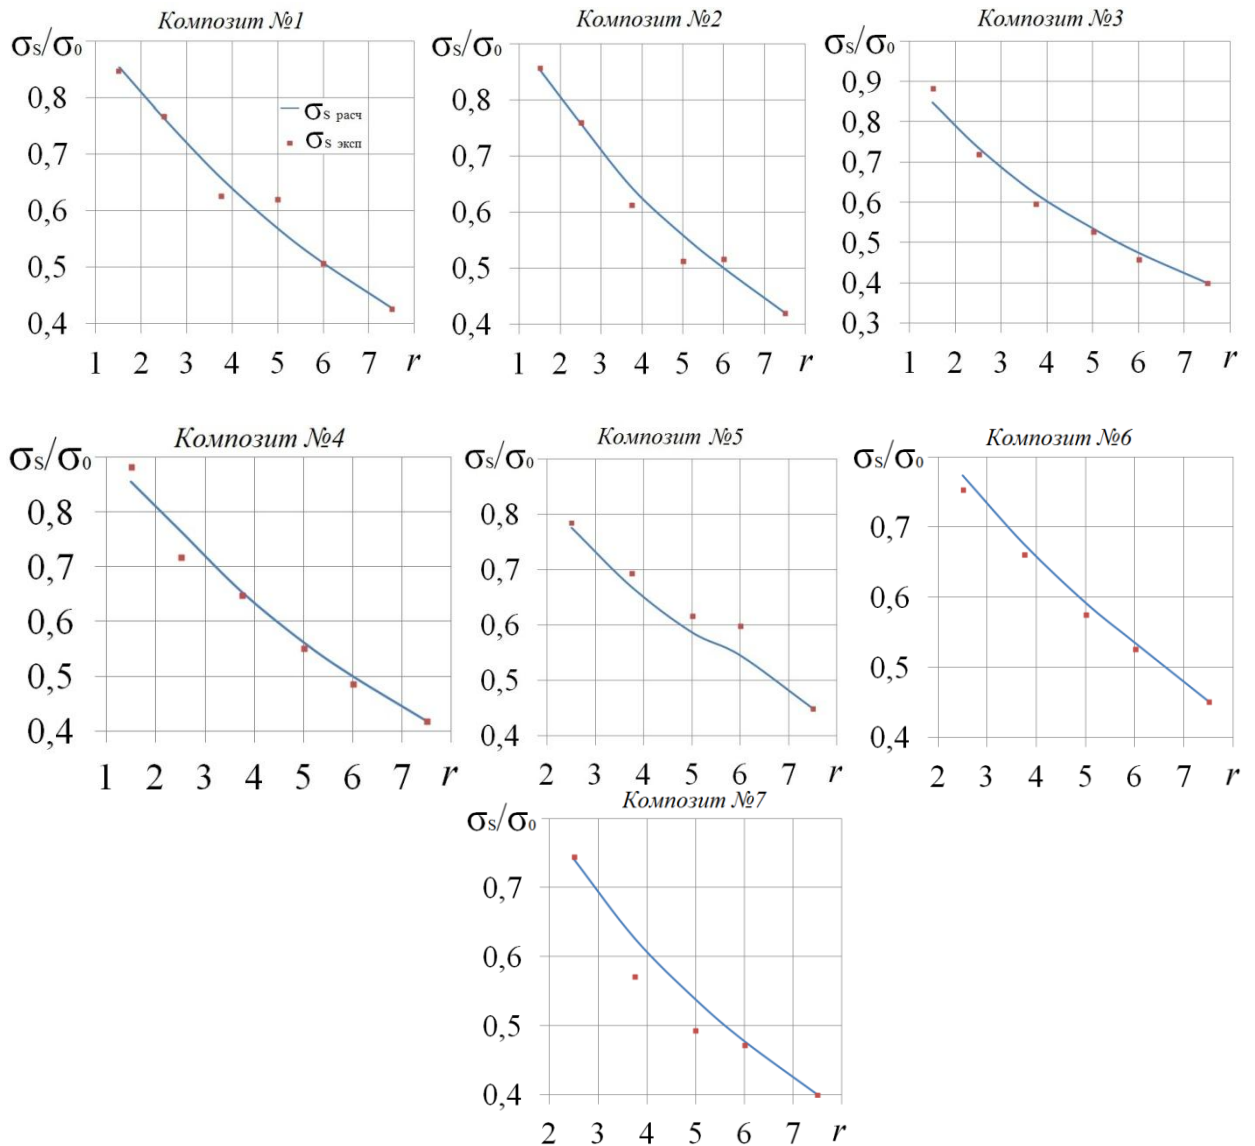 Композит №1
σs/σ0
0,8
0,7
0,6
0,5
0,4
1 2 3 4 5 6 7 r
σs расч
σs эксп
Композит №2
σs/σ0
0,8
0,7
0,6
0,5
0,4
1 2 3 4 5 6 7 r
Композит №3
σs/σ0
0,9
0,8
0,7
0,6
0,5
0,4
0,3
1 2 3 4 5 6 7 r
Композит №4
σs/σ0
0,8
0,7
0,6
0,5
0,4
1 2 3 4 5 6 7 r
Композит №5
σs/σ0
0,8
0,7
0,6
0,5
0,4
2 3 4 5 6 7 r
Композит №6
σs/σ0
0,7
0,6
0,5
0,4
2 3 4 5 6 7 r
Композит №7
σs/σ0
0,7
0,6
0,5
0,4
2 3 4 5 6 7 r